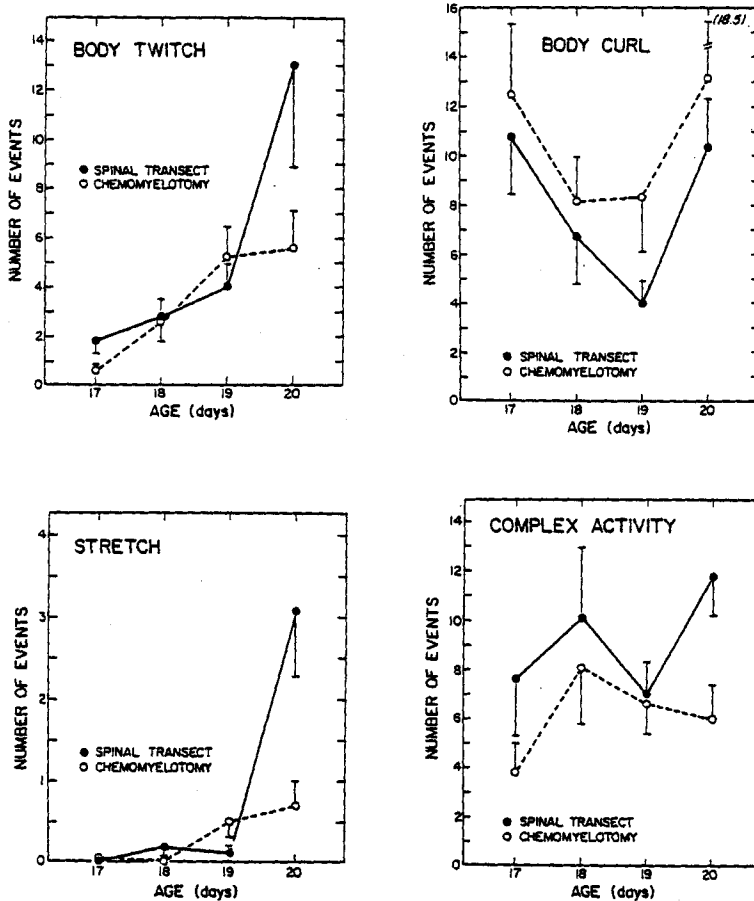 BODY TWITCH
NUMBER OF EVENTS
14
12
10
8
6
4
2
0
● SPINAL TRANSECT
○ CHEMOMYELOTOMY
17 18 19 20
AGE (days)
BODY CURL
(18.5)
NUMBER OF EVENTS
16
14
12
10
8
6
4
2
0
● SPINAL TRANSECT
○ CHEMOMYELOTOMY
17 18 19 20
AGE (days)
STRETCH
NUMBER OF EVENTS
4
3
2
1
0
● SPINAL TRANSECT
○ CHEMOMYELOTOMY
17 18 19 20
AGE (days)
COMPLEX ACTIVITY
NUMBER OF EVENTS
14
12
10
8
6
4
2
0
● SPINAL TRANSECT
○ CHEMOMYELOTOMY
17 18 19 20
AGE (days)